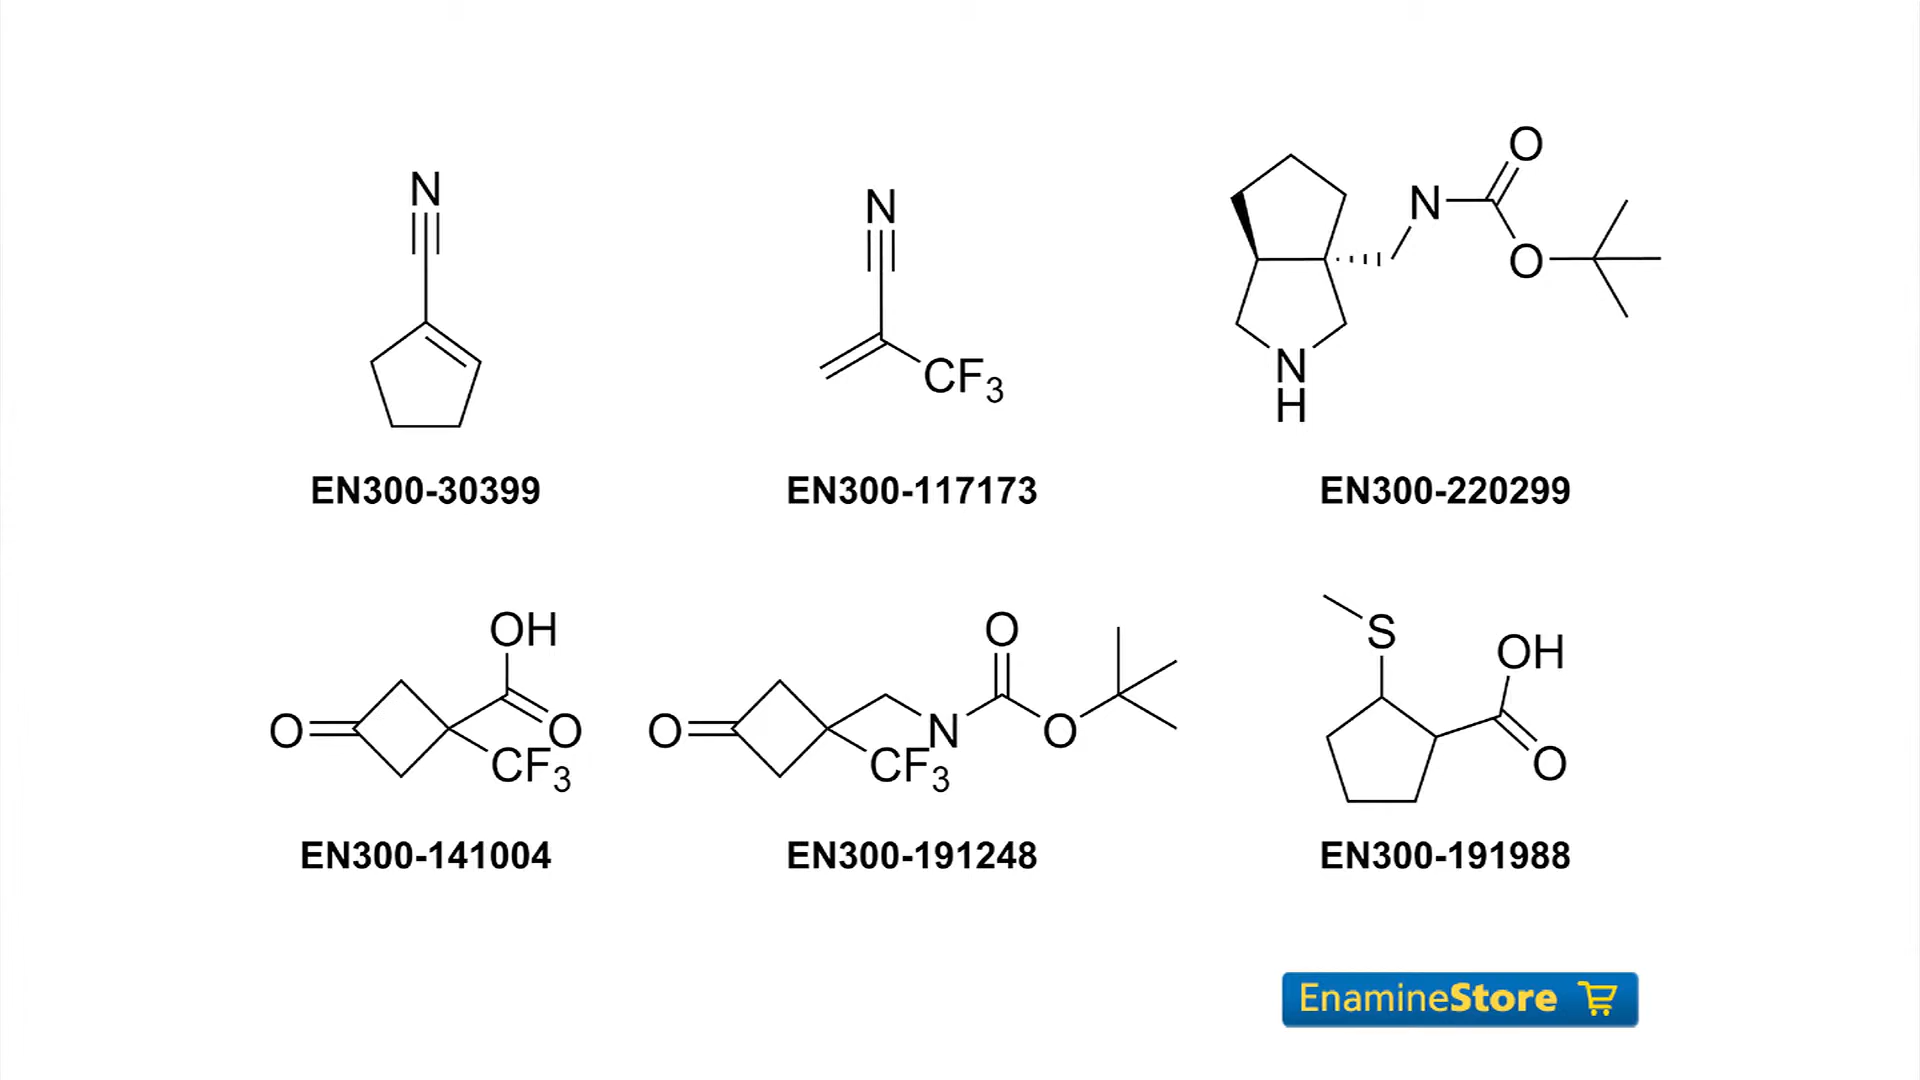 N
N
CF3
N
O
O
N
H
EN300-30399
EN300-117173
EN300-220299
OH
O
O
CF3
O
N
CF3
O
O
S
OH
O
EN300-141004
EN300-191248
EN300-191988
EnamineStore